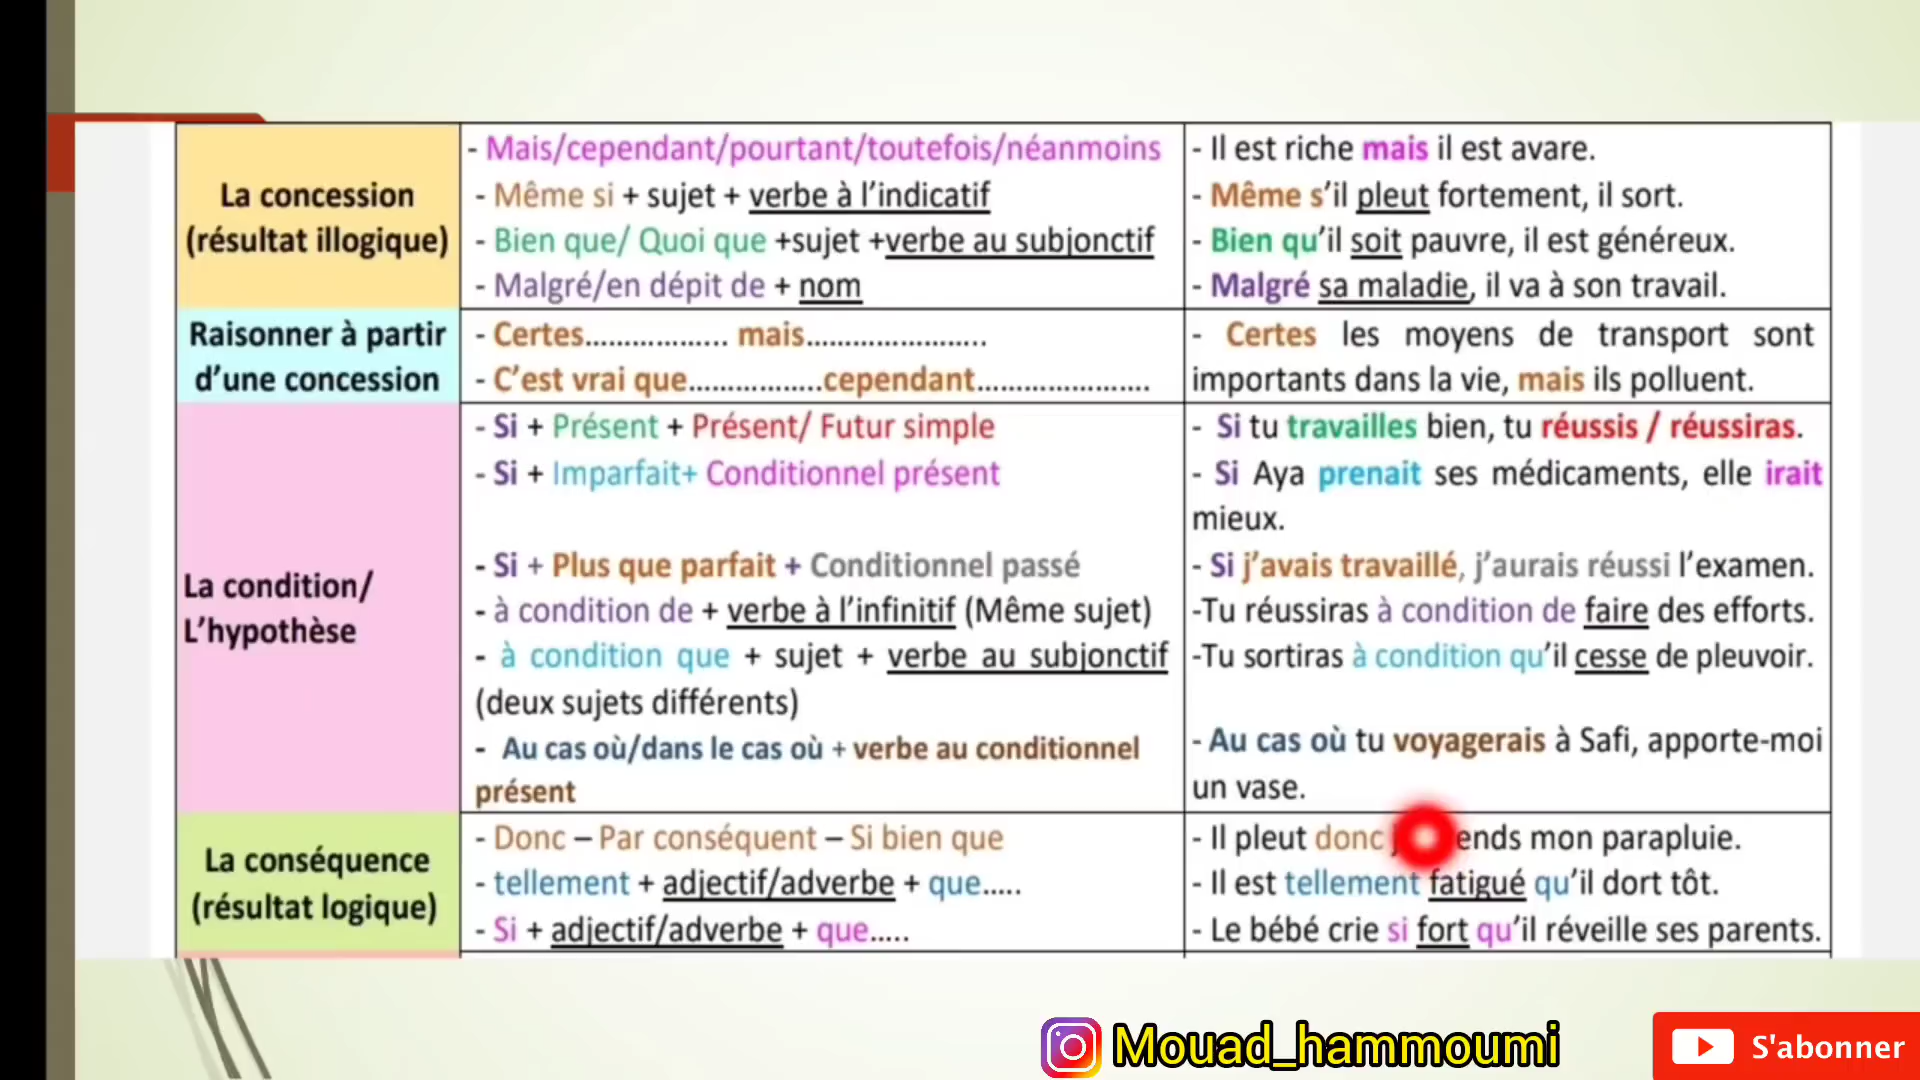 La concession
(résultat illogique)
- Mais/cependant/pourtant/toutefois/néanmoins
- Même si + sujet + verbe à l'indicatif
- Bien que/ Quoi que +sujet +verbe au subjonctif
- Malgré/en dépit de + nom
- Il est riche mais il est avare.
- Même s'il pleut fortement, il sort.
- Bien qu'il soit pauvre, il est généreux.
- Malgré sa maladie, il va à son travail.
Raisonner à partir
d'une concession
- Certes................. mais.......................
- C'est vrai que.................cependant......................
- Certes les moyens de transport sont
importants dans la vie, mais ils polluent.
La condition/
L'hypothèse
- Si + Présent + Présent/ Futur simple
- Si + Imparfait+ Conditionnel présent
- Si + Plus que parfait + Conditionnel passé
- à condition de + verbe à l'infinitif (Même sujet)
- à condition que + sujet + verbe au subjonctif
(deux sujets différents)
- Au cas où/dans le cas où + verbe au conditionnel
présent
- Si tu travailles bien, tu réussis / réussiras.
- Si Aya prenait ses médicaments, elle irait
mieux.
- Si j'avais travaillé, j'aurais réussi l'examen.
-Tu réussiras à condition de faire des efforts.
-Tu sortiras à condition qu'il cesse de pleuvoir.
- Au cas où tu voyagerais à Safi, apporte-moi
un vase.
La conséquence
(résultat logique)
- Donc – Par conséquent – Si bien que
- tellement + adjectif/adverbe + que.....
- Si + adjectif/adverbe + que.....
- Il pleut donc mon parapluie.
- Il est tellement fatigué qu'il dort tôt.
- Le bébé crie si fort qu'il réveille ses parents.
Mouad_hammoumi
S'abonner